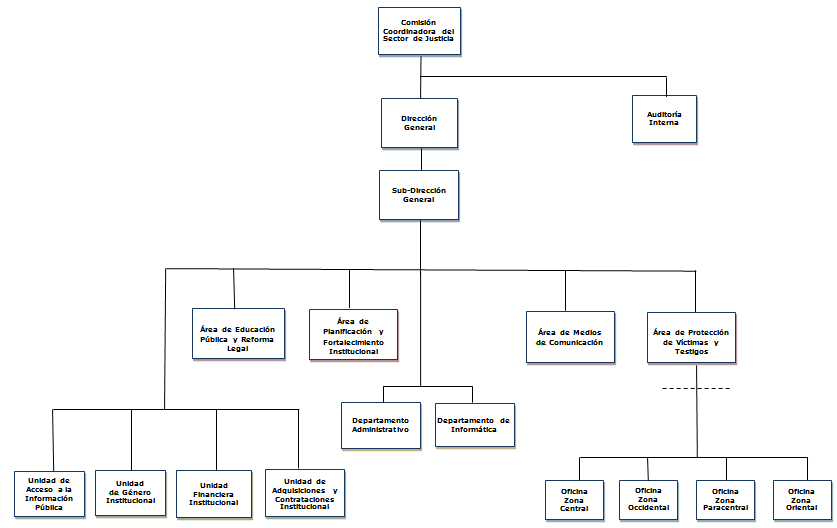 Comisión
Coordinadora del
Sector de Justicia
Dirección
General
Auditoría
Interna
Sub-Dirección
General
Área de Educación
Pública y Reforma
Legal
Área de
Planificación y
Fortalecimiento
Institucional
Área de Medios
de Comunicación
Área de Protección
de Víctimas y
Testigos
Departamento
Administrativo
Departamento de
Informática
Unidad de
Acceso a la
Información
Pública
Unidad
de Género
Institucional
Unidad
Financiera
Institucional
Unidad de
Adquisiciones y
Contrataciones
Institucional
Oficina
Zona
Central
Oficina
Zona
Occidental
Oficina
Zona
Paracentral
Oficina
Zona
Oriental